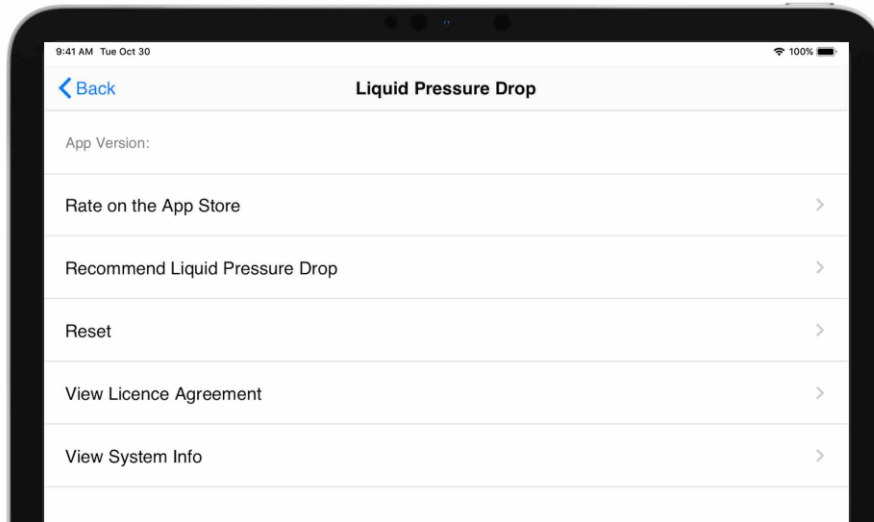 9:41 AM Tue Oct 30
100%
Back
Liquid Pressure Drop
App Version:
Rate on the App Store
Recommend Liquid Pressure Drop
Reset
View Licence Agreement
View System Info